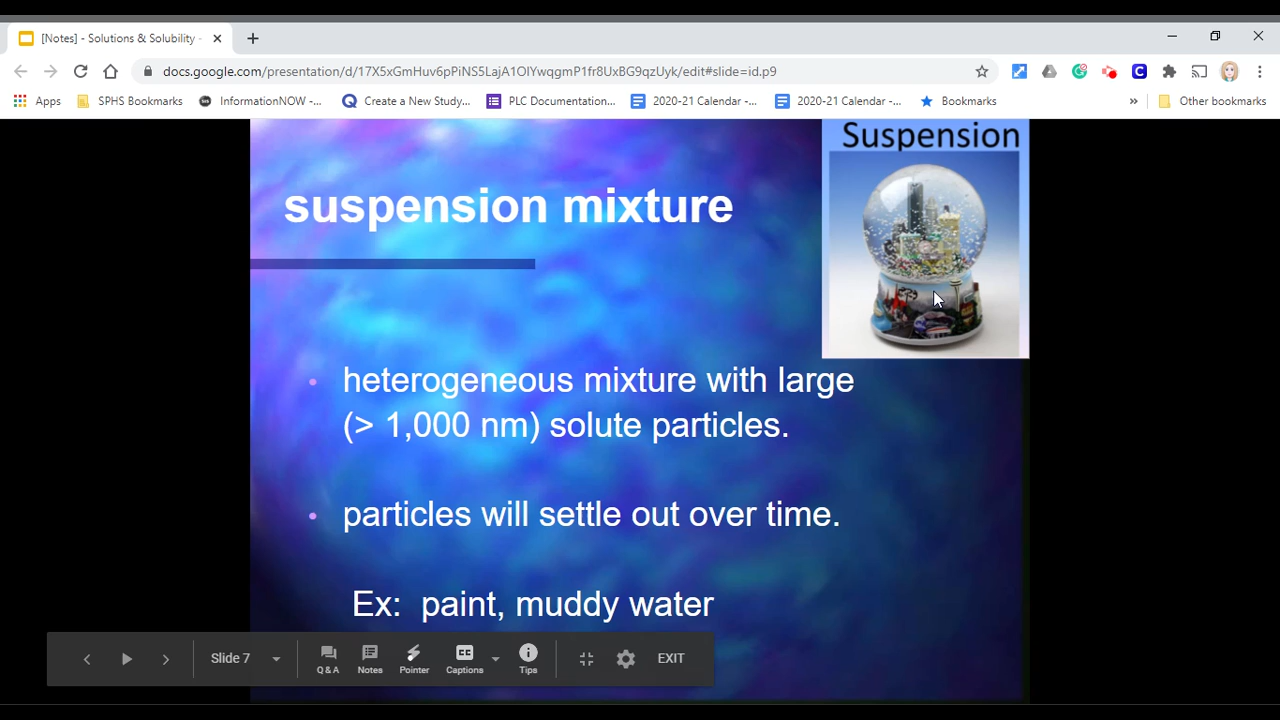 [Notes] - Solutions & Solubility -
docs.google.com/presentation/d/17X5xGmHuv6pPiNS5LajA1OIYwqgmP1fr8UxBG9qzUyk/edit#slide=id.p9
Apps SPHS Bookmarks InformationNOW -... Create a New Study... PLC Documentation... 2020-21 Calendar -... 2020-21 Calendar -... Bookmarks » Other bookmarks
Suspension
suspension mixture
• heterogeneous mixture with large
(> 1,000 nm) solute particles.
• particles will settle out over time.
Ex: paint, muddy water
Slide 7 Q&A Notes Pointer CC Captions Tips EXIT